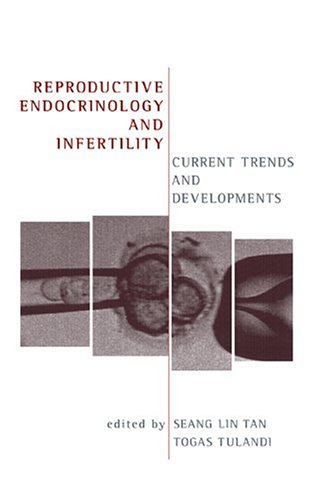 REPRODUCTIVE
ENDOCRINOLOGY
AND
INFERTILITY
CURRENT TRENDS
AND
DEVELOPMENTS
edited by SEANG LIN TAN
TOGAS TULANDI